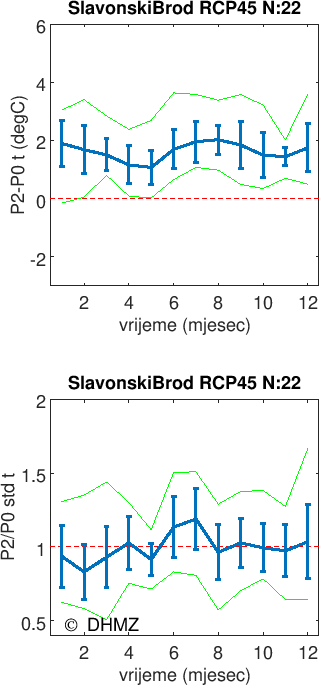 SlavonskiBrod RCP45 N:22
6
4
2
0
-2
P2-P0 t (degC)
2 4 6 8 10 12
vrijeme (mjesec)
SlavonskiBrod RCP45 N:22
2
1.5
1
0.5
P2/P0 std t
© DHMZ
2 4 6 8 10 12
vrijeme (mjesec)